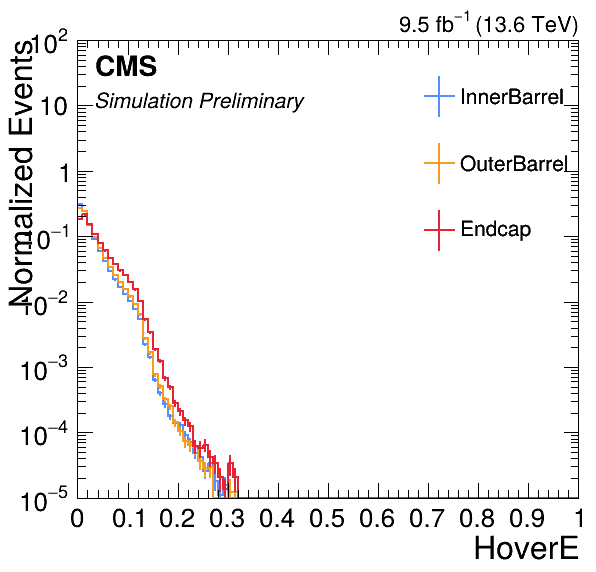 9.5 fb⁻¹ (13.6 TeV)
CMS
Simulation Preliminary
InnerBarrel
OuterBarrel
Endcap
Normalized Events
10²
10
1
10⁻¹
10⁻²
10⁻³
10⁻⁴
10⁻⁵
0 0.1 0.2 0.3 0.4 0.5 0.6 0.7 0.8 0.9 1
HoverE